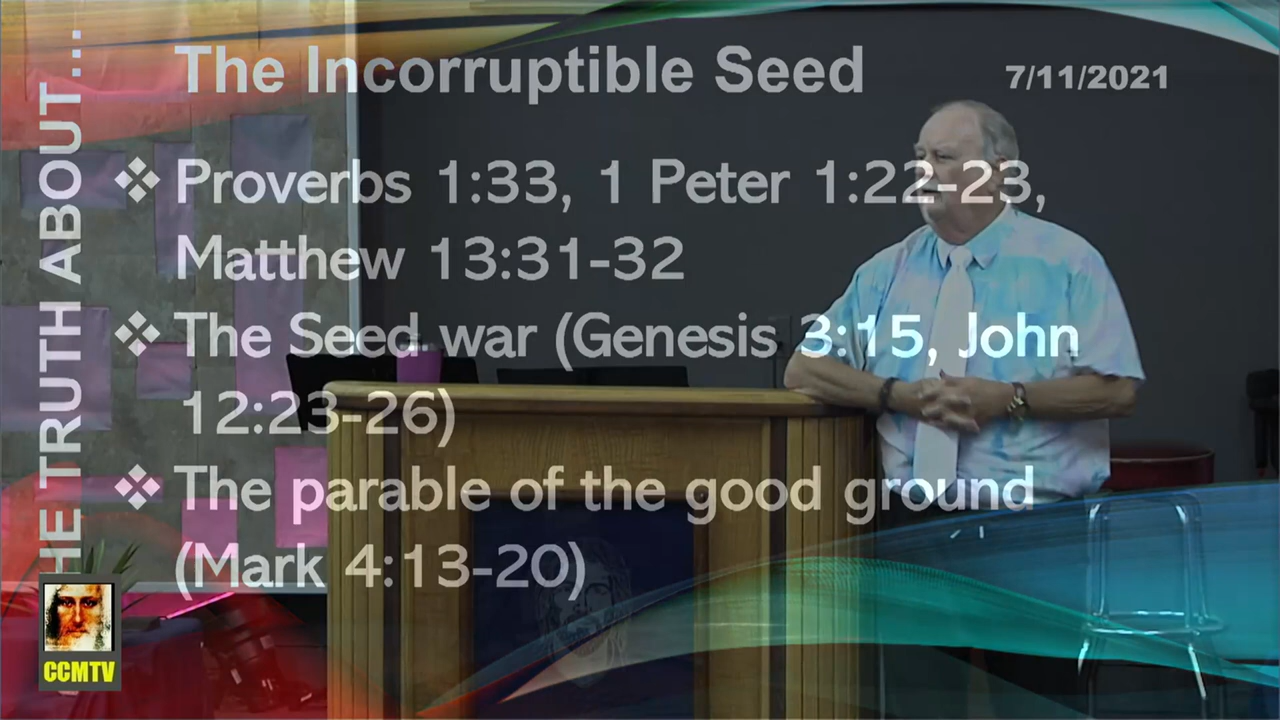 The Incorruptible Seed
7/11/2021
HE TRUTH ABOUT ...
❖ Proverbs 1:33, 1 Peter 1:22-23,
Matthew 13:31-32
❖ The Seed war (Genesis 3:15, John
12:23-26)
❖ The parable of the good ground
(Mark 4:13-20)
CCMTV